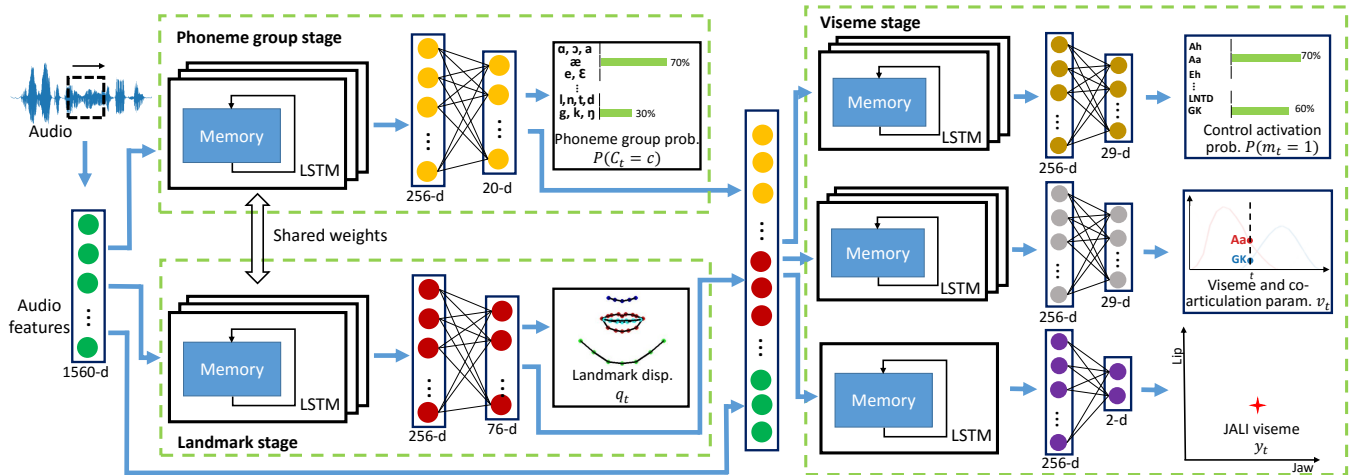 Phoneme group stage
Audio
Memory
LSTM
256-d
20-d
ɑ, ɔ, a
æ
e, Ɛ
⋮
l, n, t, d
g, k, ŋ
70%
30%
Phoneme group prob.
P(C_t = c)
Shared weights
Audio
features
1560-d
Memory
LSTM
Landmark stage
256-d
76-d
Landmark disp.
q_t
Viseme stage
Memory
LSTM
256-d
29-d
Ah
Aa
Eh
⋮
LNTD
GK
70%
60%
Control activation
prob. P(m_t = 1)
Memory
LSTM
256-d
29-d
Aa
GK
t
Viseme and co-
articulation param. v_t
Memory
LSTM
256-d
2-d
Lip
JALI viseme
y_t
Jaw